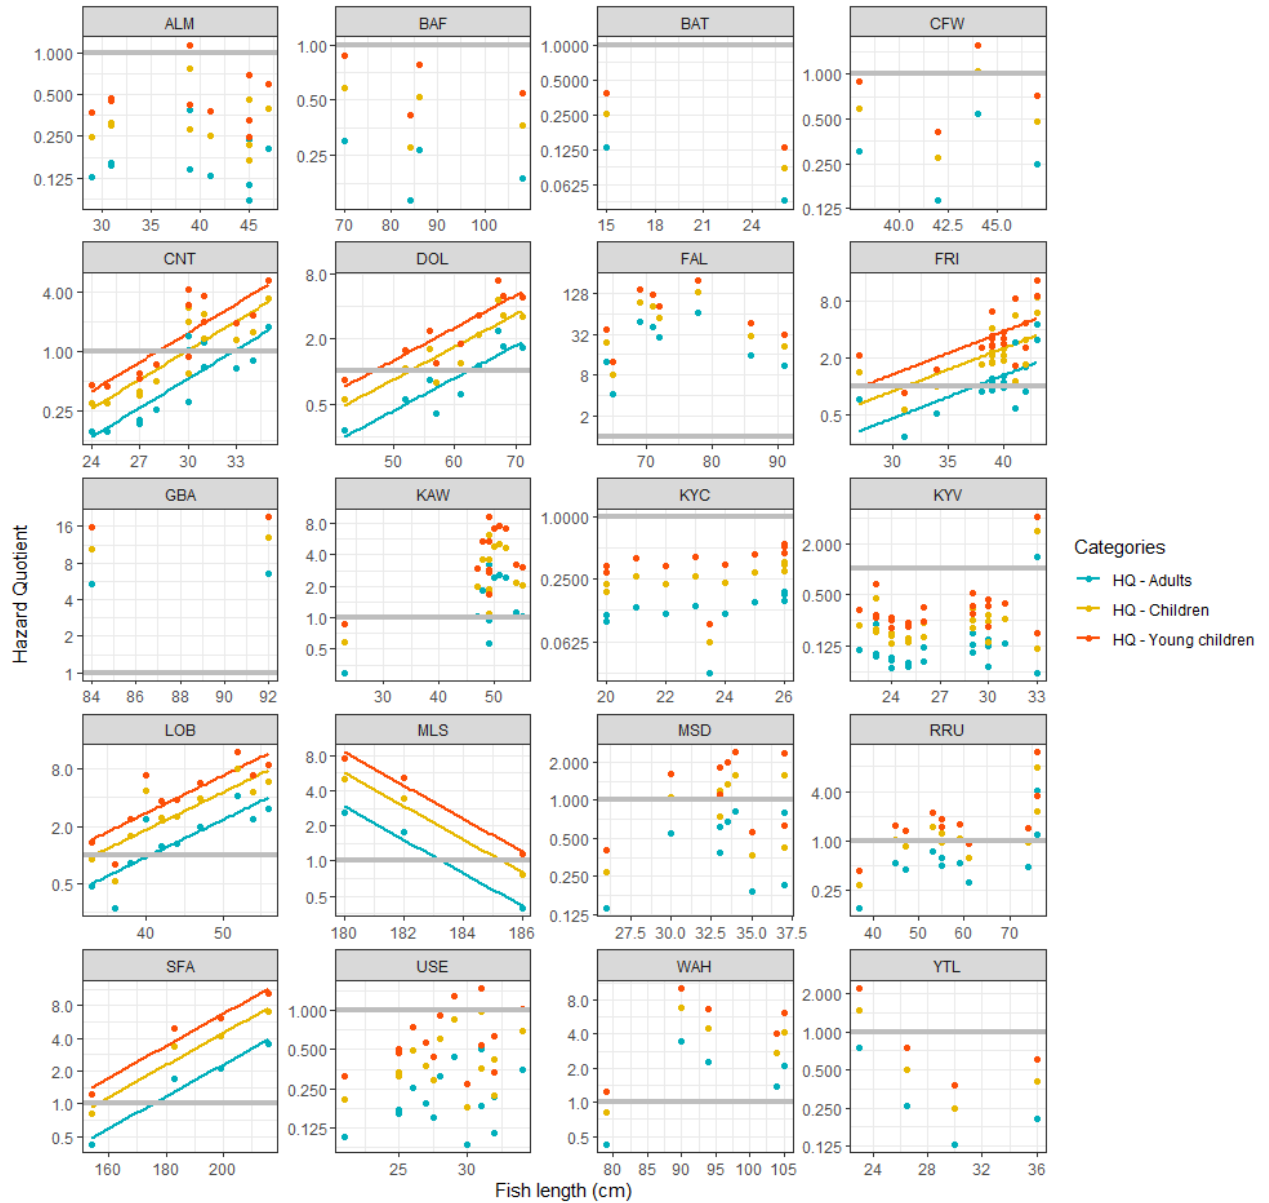 ALM BAF BAT CFW
1.000 0.500 0.250 0.125
1.00 0.50 0.25
1.0000 0.5000 0.2500 0.1250 0.0625
1.000 0.500 0.250 0.125
30 35 40 45
70 80 90 100
15 18 21 24
40.0 42.5 45.0
CNT DOL FAL FRI
4.00 1.00 0.25
8.0 2.0 0.5
128 32 8 2
8.0 2.0 0.5
24 27 30 33
50 60 70
70 80 90
30 35 40
GBA KAW KYC KYV
16 8 4 2 1
8.0 4.0 2.0 1.0 0.5
1.0000 0.2500 0.0625
2.000 0.500 0.125
84 86 88 90 92
30 40 50
20 22 24 26
24 27 30 33
LOB MLS MSD RRU
8.0 2.0 0.5
8.0 4.0 2.0 1.0 0.5
2.000 1.000 0.500 0.250 0.125
4.00 1.00 0.25
40 50
180 182 184 186
27.5 30.0 32.5 35.0 37.5
40 50 60 70
SFA USE WAH YTL
8.0 4.0 2.0 1.0 0.5
1.000 0.500 0.250 0.125
8.0 4.0 2.0 1.0 0.5
2.000 1.000 0.500 0.250 0.125
160 200
25 30
80 85 90 95 100 105
24 28 32 36
Hazard Quotient
Fish length (cm)
Categories
HQ - Adults
HQ - Children
HQ - Young children